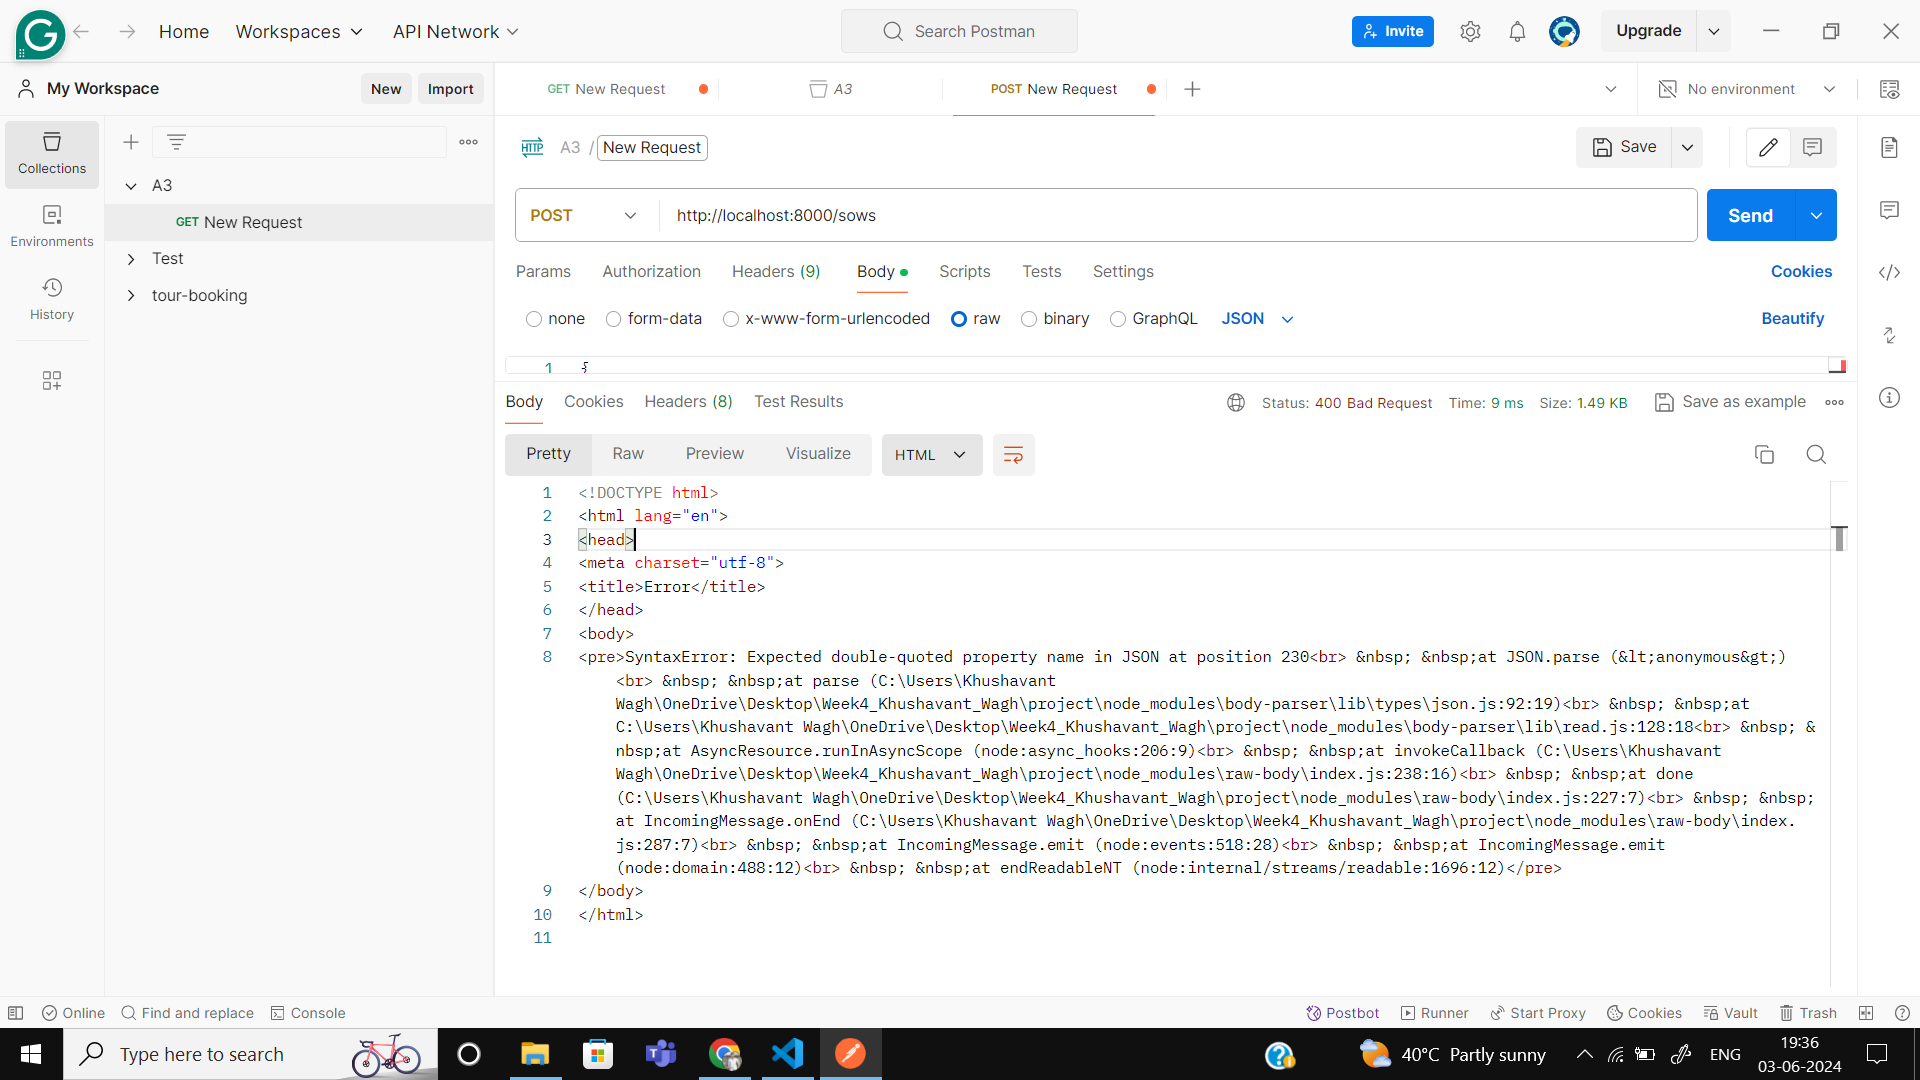 Home Workspaces API Network Search Postman Invite Upgrade
My Workspace New Import GET New Request A3 POST New Request No environment
Collections
A3
GET New Request
Environments
Test
tour-booking
History
HTTP A3 / New Request Save
POST http://localhost:8000/sows Send
Params Authorization Headers (9) Body Scripts Tests Settings Cookies
none form-data x-www-form-urlencoded raw binary GraphQL JSON Beautify
1 {
Body Cookies Headers (8) Test Results Status: 400 Bad Request Time: 9 ms Size: 1.49 KB Save as example
Pretty Raw Preview Visualize HTML
1 <!DOCTYPE html>
2 <html lang="en">
3 <head>
4 <meta charset="utf-8">
5 <title>Error</title>
6 </head>
7 <body>
8 <pre>SyntaxError: Expected double-quoted property name in JSON at position 230<br> &nbsp; &nbsp;at JSON.parse (&lt;anonymous&gt;)
<br> &nbsp; &nbsp;at parse (C:\Users\Khushavant
Wagh\OneDrive\Desktop\Week4_Khushavant_Wagh\project\node_modules\body-parser\lib\types\json.js:92:19)<br> &nbsp; &nbsp;at
C:\Users\Khushavant Wagh\OneDrive\Desktop\Week4_Khushavant_Wagh\project\node_modules\body-parser\lib\read.js:128:18<br> &nbsp; &
nbsp;at AsyncResource.runInAsyncScope (node:async_hooks:206:9)<br> &nbsp; &nbsp;at invokeCallback (C:\Users\Khushavant
Wagh\OneDrive\Desktop\Week4_Khushavant_Wagh\project\node_modules\raw-body\index.js:238:16)<br> &nbsp; &nbsp;at done
(C:\Users\Khushavant Wagh\OneDrive\Desktop\Week4_Khushavant_Wagh\project\node_modules\raw-body\index.js:227:7)<br> &nbsp; &nbsp;
at IncomingMessage.onEnd (C:\Users\Khushavant Wagh\OneDrive\Desktop\Week4_Khushavant_Wagh\project\node_modules\raw-body\index.
js:287:7)<br> &nbsp; &nbsp;at IncomingMessage.emit (node:events:518:28)<br> &nbsp; &nbsp;at IncomingMessage.emit
(node:domain:488:12)<br> &nbsp; &nbsp;at endReadableNT (node:internal/streams/readable:1696:12)</pre>
9 </body>
10 </html>
11
Online Find and replace Console Postbot Runner Start Proxy Cookies Vault Trash
Type here to search 40°C Partly sunny ENG 19:36
03-06-2024